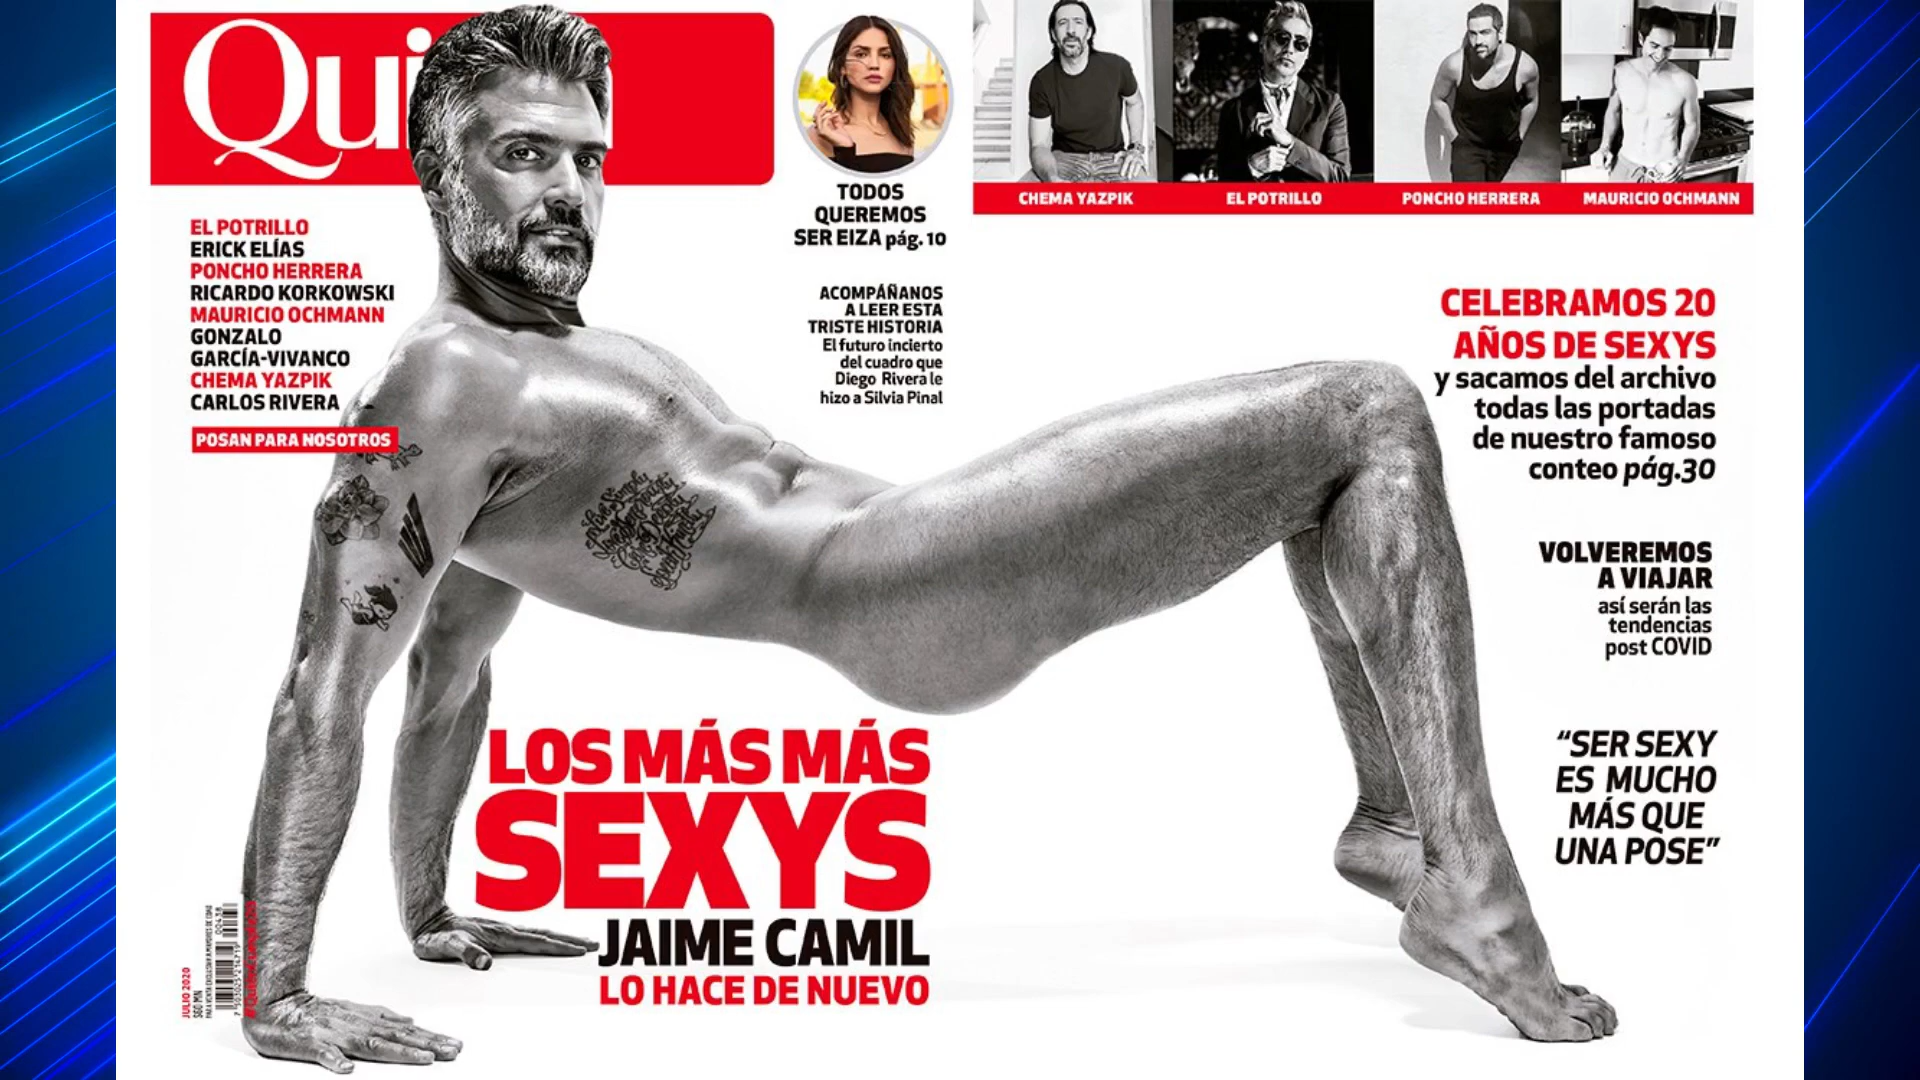 Qui
EL POTRILLO
ERICK ELÍAS
PONCHO HERRERA
RICARDO KORKOWSKI
MAURICIO OCHMANN
GONZALO
GARCÍA-VIVANCO
CHEMA YAZPIK
CARLOS RIVERA
POSAN PARA NOSOTROS
TODOS
QUEREMOS
SER EIZA pág. 10
ACOMPÁÑANOS
A LEER ESTA
TRISTE HISTORIA
El futuro incierto
del cuadro que
Diego Rivera le
hizo a Silvia Pinal
CHEMA YAZPIK
EL POTRILLO
PONCHO HERRERA
MAURICIO OCHMANN
CELEBRAMOS 20
AÑOS DE SEXYS
y sacamos del archivo
todas las portadas
de nuestro famoso
conteo pág.30
VOLVEREMOS
A VIAJAR
así serán las
tendencias
post COVID
“SER SEXY
ES MUCHO
MÁS QUE
UNA POSE”
LOS MÁS MÁS
SEXYS
JAIME CAMIL
LO HACE DE NUEVO
JULIO 2020
$60 MN